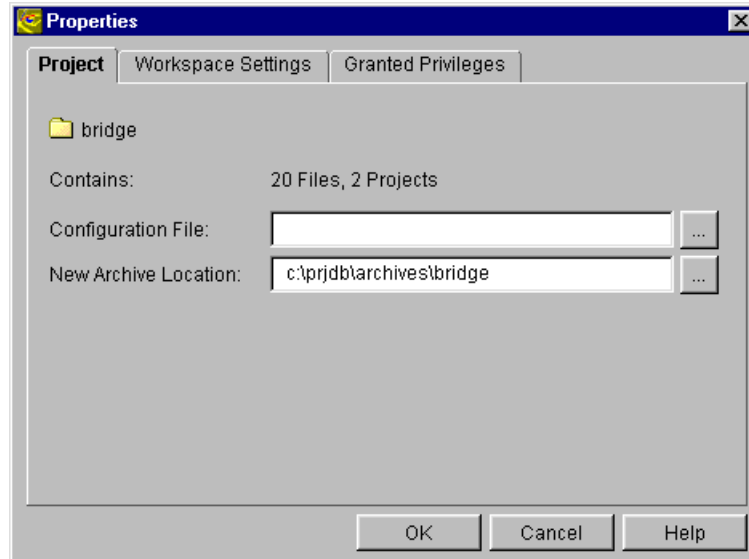 Properties
Project Workspace Settings Granted Privileges
bridge
Contains: 20 Files, 2 Projects
Configuration File: ...
New Archive Location: c:\prjdb\archives\bridge ...
OK Cancel Help